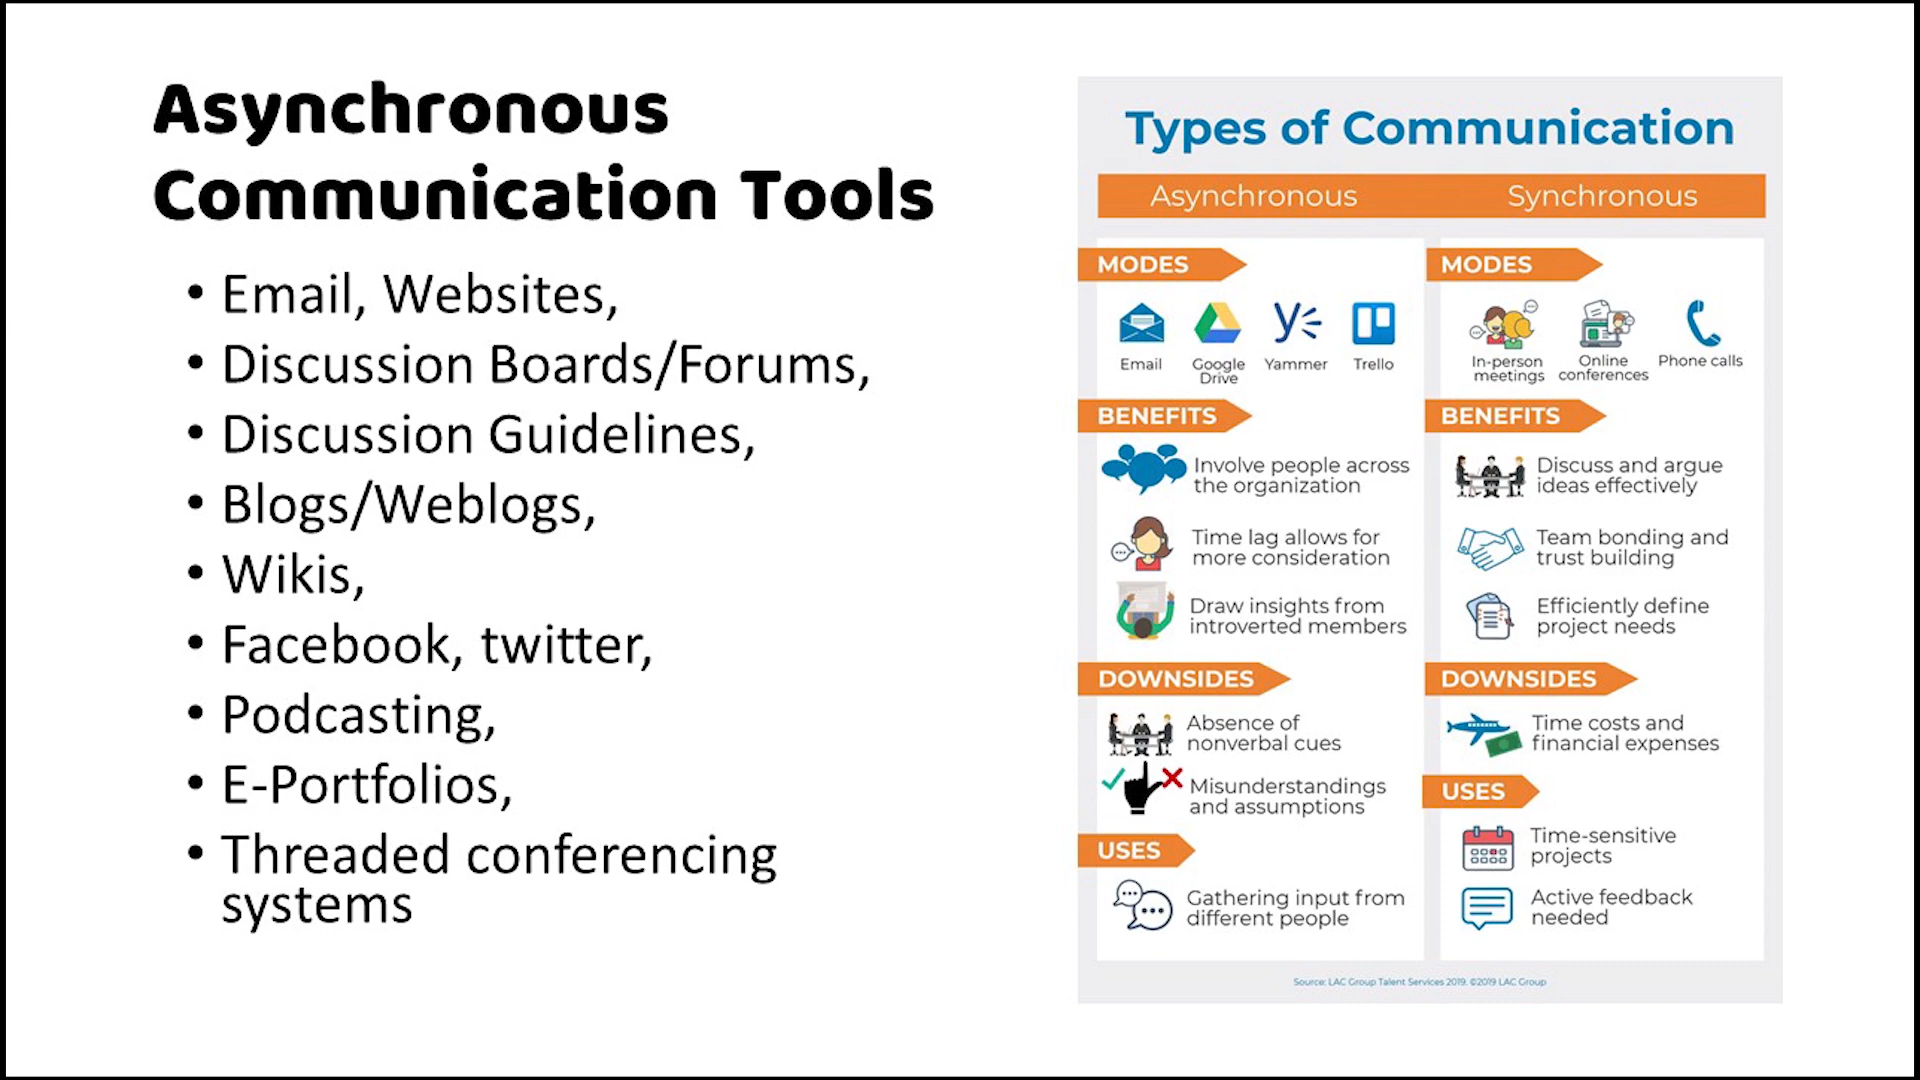 Asynchronous
Communication Tools
• Email, Websites,
• Discussion Boards/Forums,
• Discussion Guidelines,
• Blogs/Weblogs,
• Wikis,
• Facebook, twitter,
• Podcasting,
• E-Portfolios,
• Threaded conferencing
systems
Types of Communication
Asynchronous
MODES
Email
Google
Drive
Yammer
Trello
BENEFITS
Involve people across
the organization
Time lag allows for
more consideration
Draw insights from
introverted members
DOWNSIDES
Absence of
nonverbal cues
Misunderstandings
and assumptions
USES
Gathering input from
different people
Synchronous
MODES
In-person
meetings
Online
conferences
Phone calls
BENEFITS
Discuss and argue
ideas effectively
Team bonding and
trust building
Efficiently define
project needs
DOWNSIDES
Time costs and
financial expenses
USES
Time-sensitive
projects
Active feedback
needed
Source: LAC Group Talent Services 2019. ©2019 LAC Group